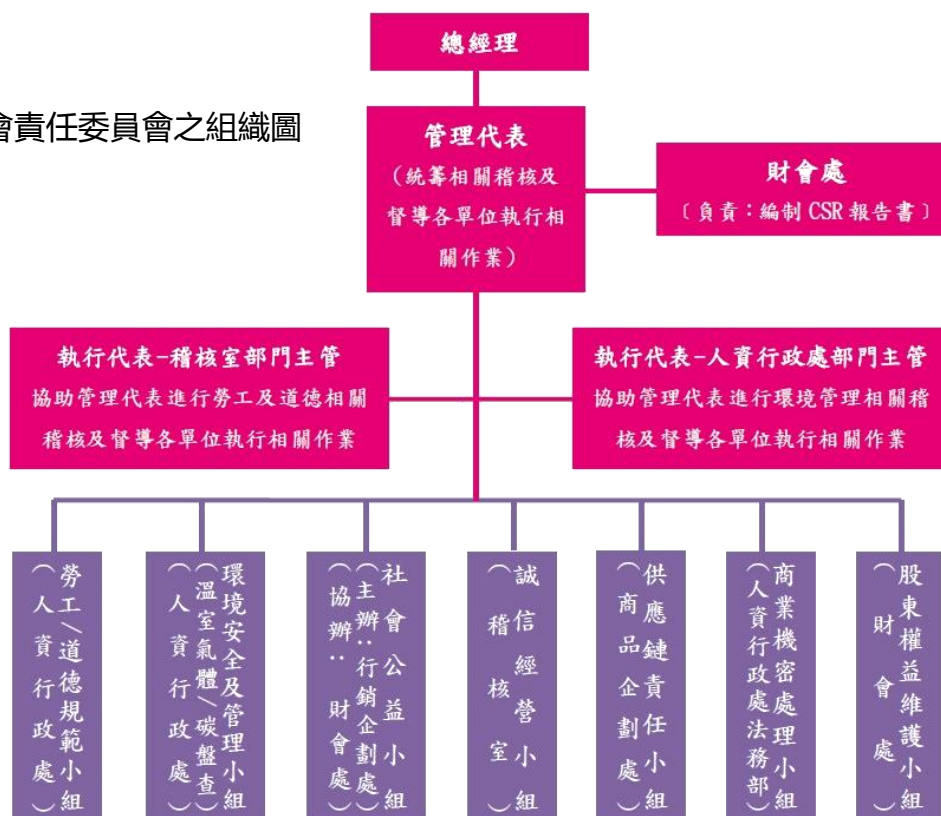 總經理
會責任委員會之組織圖
管理代表
(統籌相關稽核及
督導各單位執行相
關作業)
財會處
〔負責：編制 CSR 報告書〕
執行代表-稽核室部門主管
協助管理代表進行勞工及道德相關
稽核及督導各單位執行相關作業
執行代表-人資行政處部門主管
協助管理代表進行環境管理相關稽
核及督導各單位執行相關作業
勞工/道德規範小組
(人資行政處)
環境安全及管理小組
(溫室氣體/碳盤查)
(人資行政處)
社會公益小組
(主辦：行銷企劃處)
(協辦：財會處)
誠信經營小組
(稽核室)
供應鏈責任小組
(商品企劃處)
商業機密處理小組
(人資行政處法務部)
股東權益維護小組
(財會處)